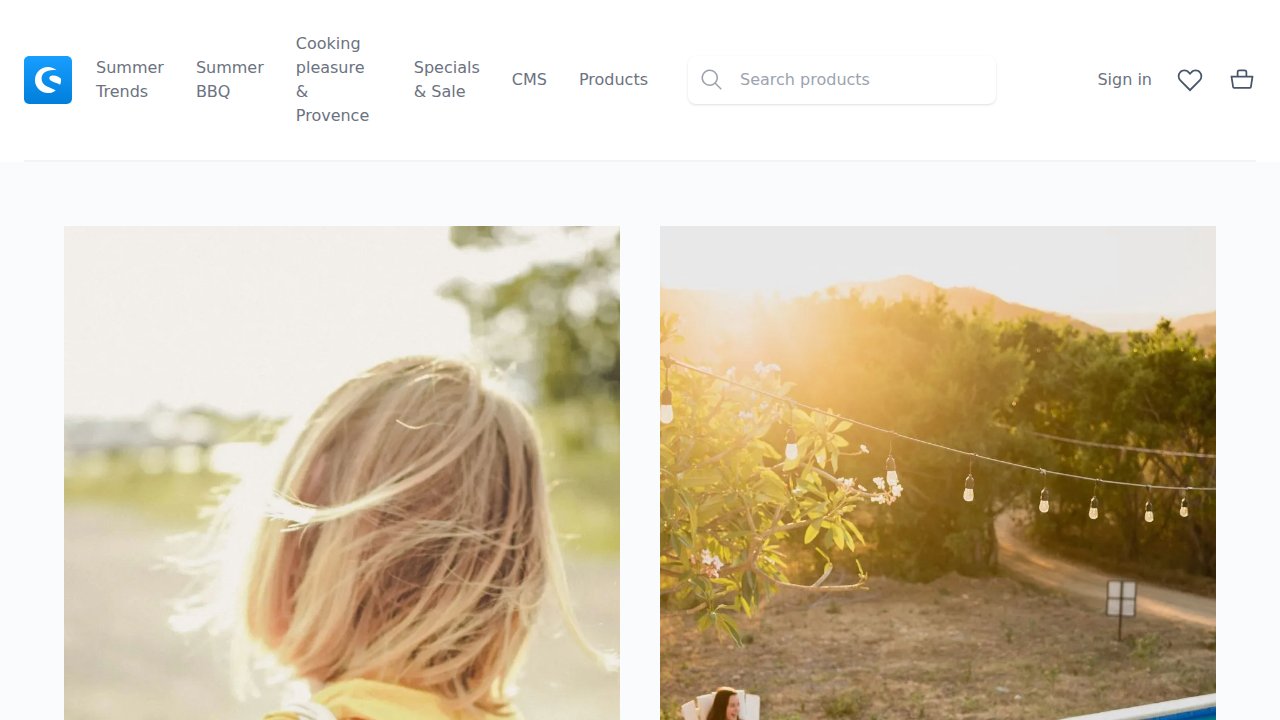 Summer
Trends
Summer
BBQ
Cooking
pleasure
&
Provence
Specials
& Sale
CMS
Products
Search products
Sign in